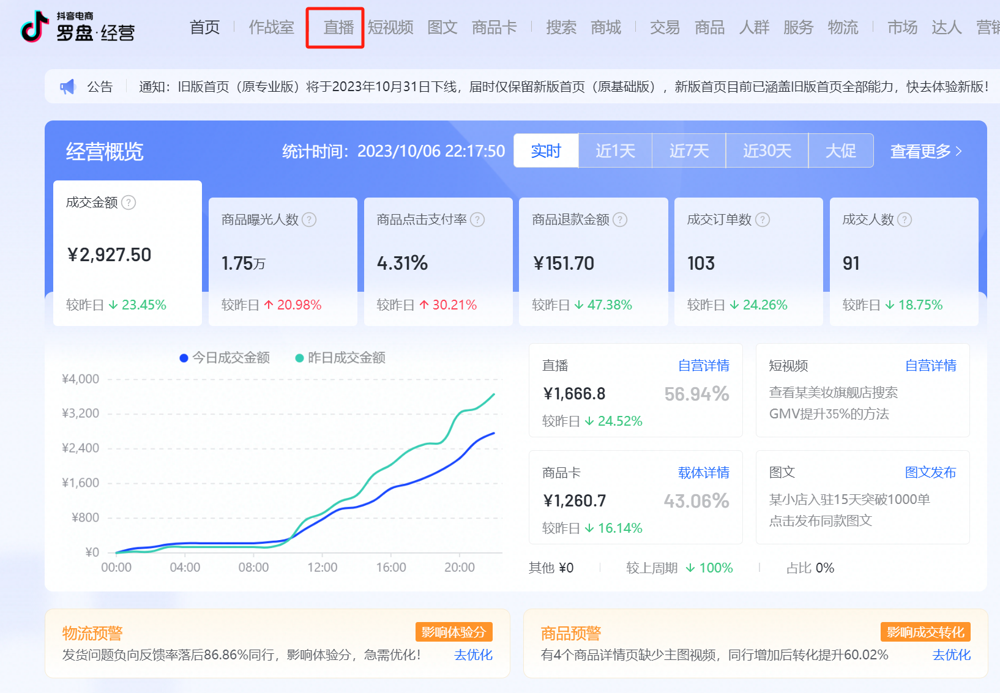 抖音电商
罗盘·经营
首页 作战室 直播 短视频 图文 商品卡 搜索 商城 交易 商品 人群 服务 物流 市场 达人 营销
公告 通知：旧版首页（原专业版）将于2023年10月31日下线，届时仅保留新版首页（原基础版），新版首页目前已涵盖旧版首页全部能力，快去体验新版！
经营概览 统计时间：2023/10/06 22:17:50 实时 近1天 近7天 近30天 大促 查看更多 >
成交金额 ?
¥2,927.50
较昨日 ↓ 23.45%
商品曝光人数 ?
1.75万
较昨日 ↑ 20.98%
商品点击支付率 ?
4.31%
较昨日 ↑ 30.21%
商品退款金额 ?
¥151.70
较昨日 ↓ 47.38%
成交订单数 ?
103
较昨日 ↓ 24.26%
成交人数 ?
91
较昨日 ↓ 18.75%
今日成交金额 昨日成交金额
¥4,000
¥3,200
¥2,400
¥1,600
¥800
¥0
00:00 04:00 08:00 12:00 16:00 20:00
直播 自营详情
¥1,666.8 56.94%
较昨日 ↓ 24.52%
短视频 自营详情
查看某美妆旗舰店搜索
GMV提升35%的方法
商品卡 载体详情
¥1,260.7 43.06%
较昨日 ↓ 16.14%
图文 图文发布
某小店入驻15天突破1000单
点击发布同款图文
其他 ¥0 较上周期 ↓ 100% 占比 0%
物流预警 影响体验分
发货问题负向反馈率落后86.86%同行，影响体验分，急需优化！ 去优化
商品预警 影响成交转化
有4个商品详情页缺少主图视频，同行增加后转化提升60.02% 去优化